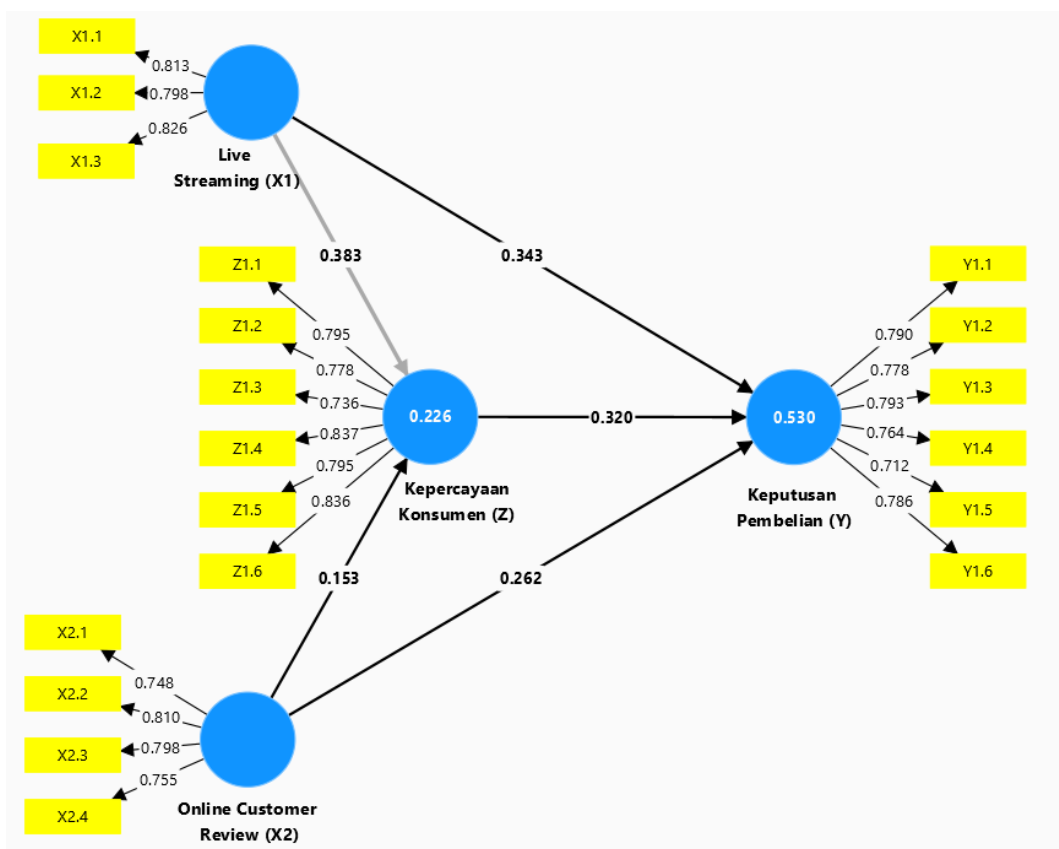 X1.1
0.813
X1.2
0.798
0.826
X1.3
Live
Streaming (X1)
0.383
0.343
Z1.1
Z1.2
Z1.3
Z1.4
Z1.5
Z1.6
0.795
0.778
0.736
0.837
0.795
0.836
0.226
Kepercayaan
Konsumen (Z)
0.320
0.530
Keputusan
Pembelian (Y)
0.790
0.778
0.793
0.764
0.712
0.786
Y1.1
Y1.2
Y1.3
Y1.4
Y1.5
Y1.6
0.153
0.262
X2.1
X2.2
X2.3
X2.4
0.748
0.810
0.798
0.755
Online Customer
Review (X2)